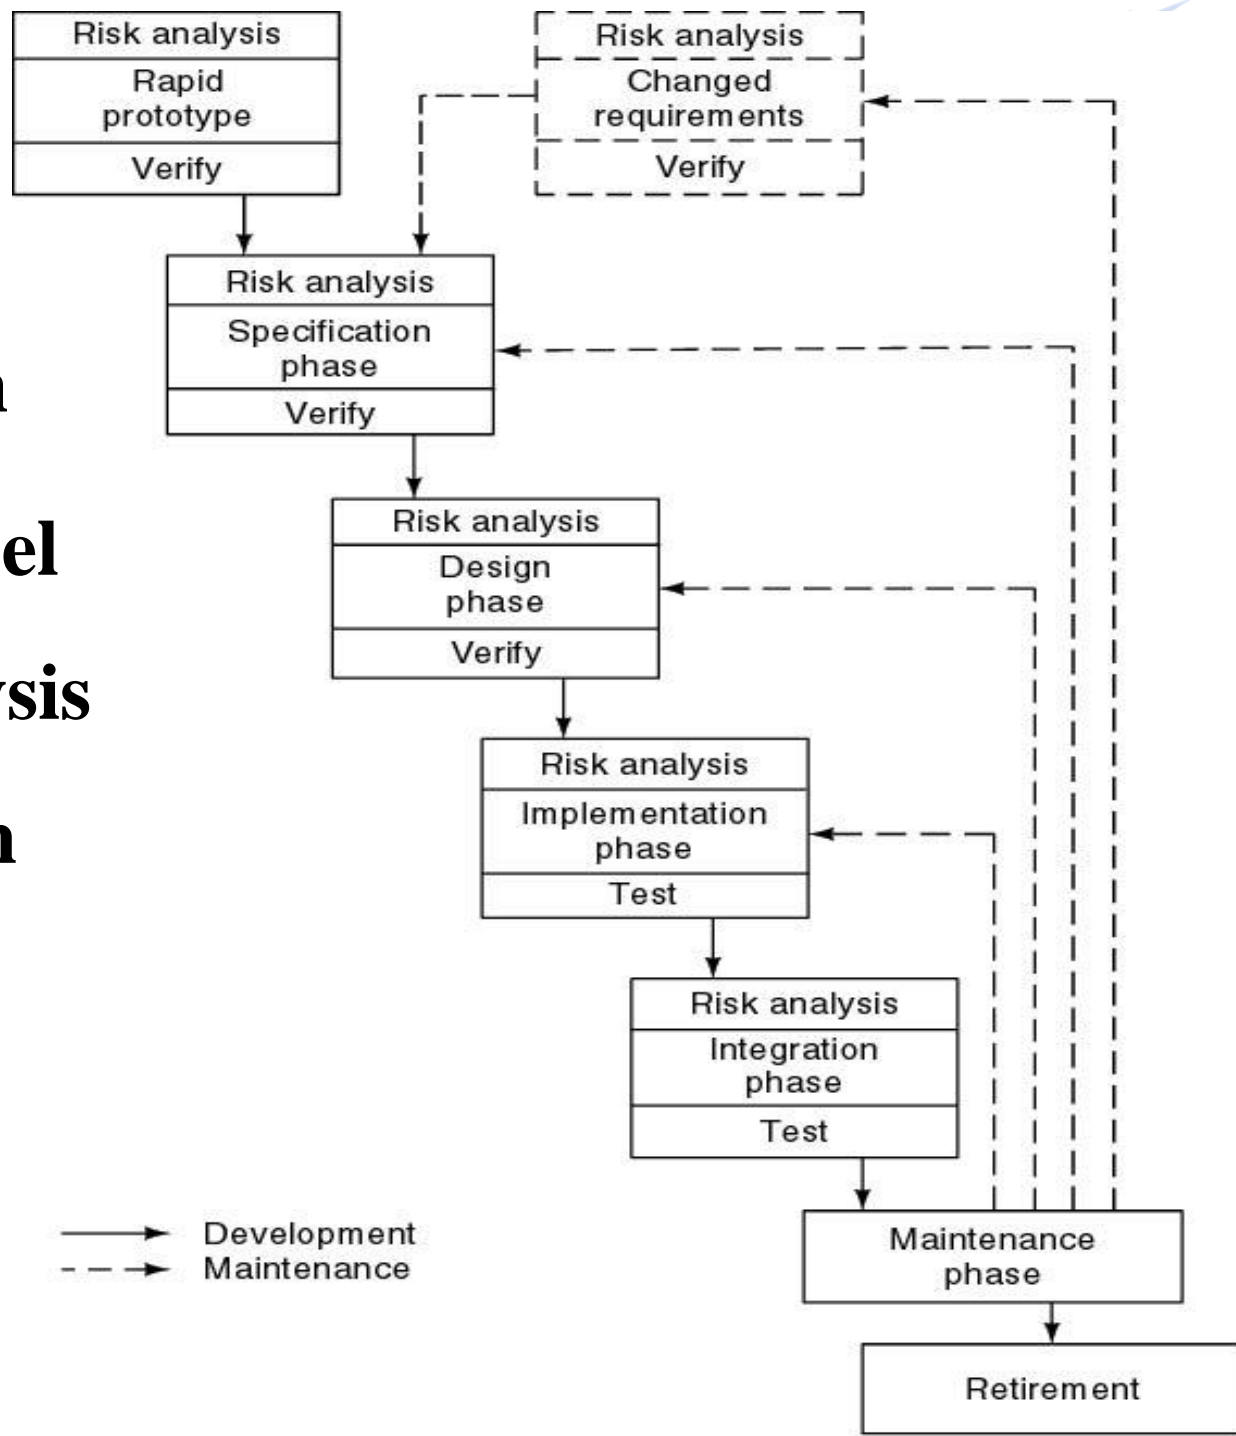 Risk analysis
Rapid
prototype
Verify
Risk analysis
Changed
requirements
Verify
Risk analysis
Specification
phase
Verify
el
Risk analysis
Design
phase
Verify
ysis
Risk analysis
Implementation
phase
Test
n
Risk analysis
Integration
phase
Test
Development
Maintenance
Maintenance
phase
Retirement